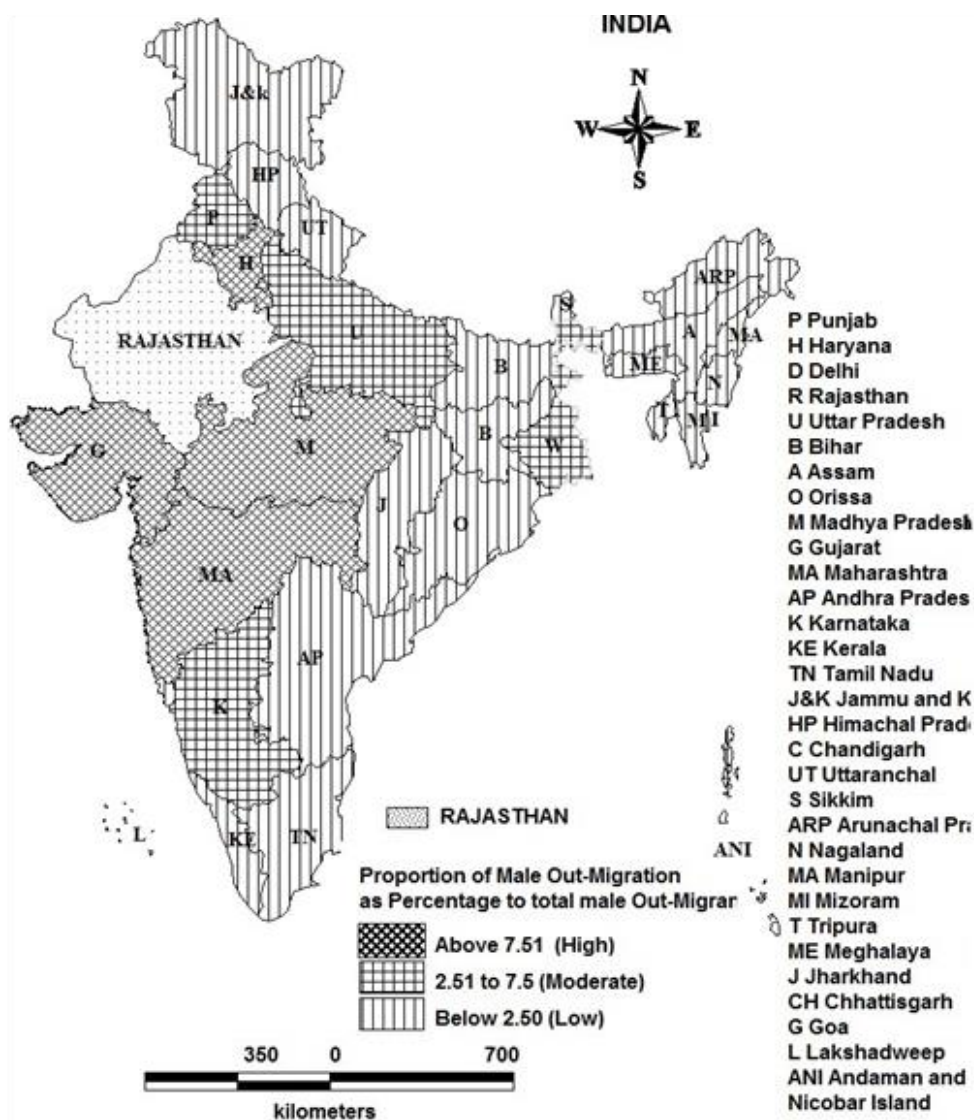 INDIA
N
W E
S
J&k
HP
P
UT
H
ARP
S
RAJASTHAN
U
A
MA
ME
B
N
T
MI
G
M
B
W
J
O
MA
AP
K
L
KE
TN
ANI
P Punjab
H Haryana
D Delhi
R Rajasthan
U Uttar Pradesh
B Bihar
A Assam
O Orissa
M Madhya Pradesh
G Gujarat
MA Maharashtra
AP Andhra Prades
K Karnataka
KE Kerala
TN Tamil Nadu
J&K Jammu and K
HP Himachal Prad
C Chandigarh
UT Uttaranchal
S Sikkim
ARP Arunachal Pra
N Nagaland
MA Manipur
MI Mizoram
T Tripura
ME Meghalaya
J Jharkhand
CH Chhattisgarh
G Goa
L Lakshadweep
ANI Andaman and
Nicobar Island
RAJASTHAN
Proportion of Male Out-Migration
as Percentage to total male Out-Migran
Above 7.51 (High)
2.51 to 7.5 (Moderate)
Below 2.50 (Low)
350 0 700
kilometers